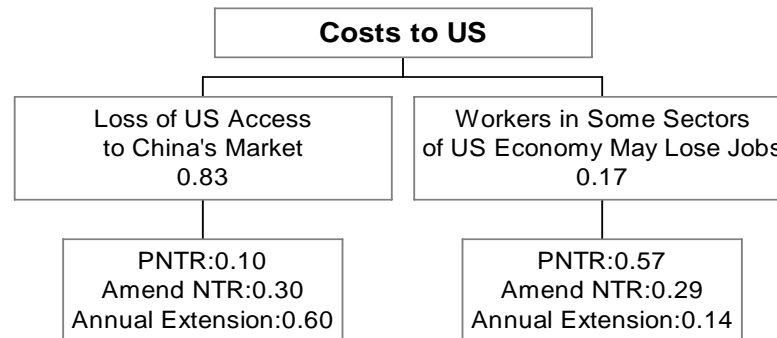 Costs to US
Loss of US Access
to China's Market
0.83
Workers in Some Sectors
of US Economy May Lose Jobs
0.17
PNTR:0.10
Amend NTR:0.30
Annual Extension:0.60
PNTR:0.57
Amend NTR:0.29
Annual Extension:0.14